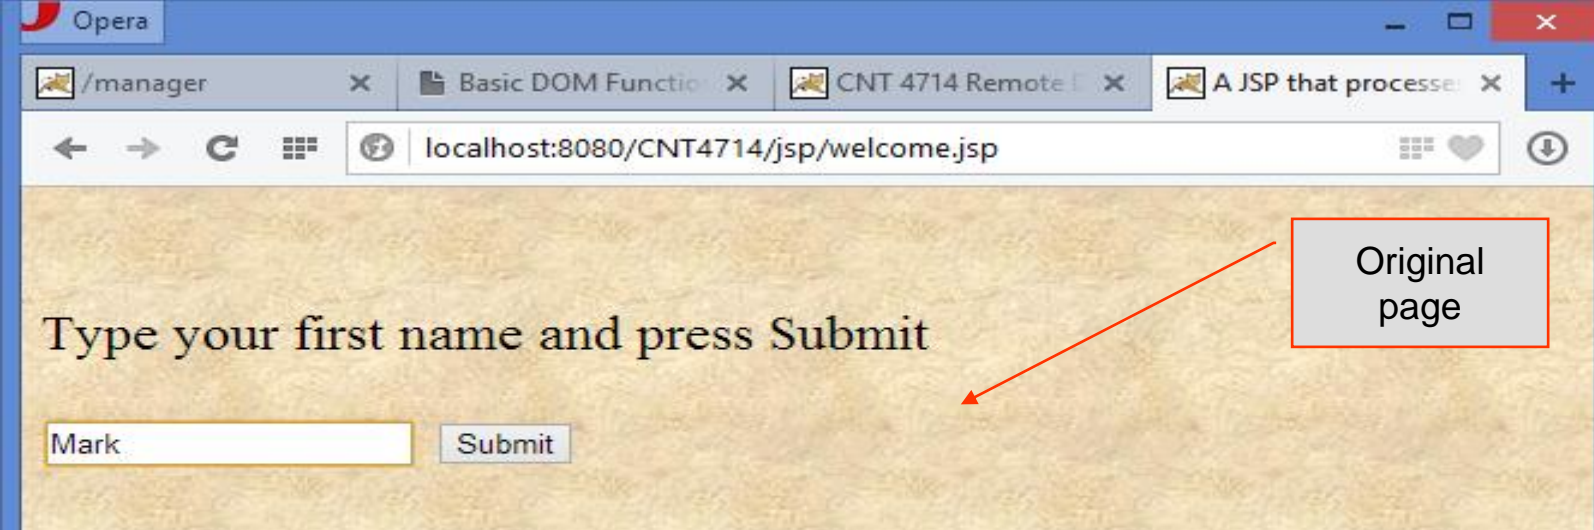 Opera
/manager
Basic DOM Functio
CNT 4714 Remote
A JSP that processe
localhost:8080/CNT4714/jsp/welcome.jsp
Original
page
Type your first name and press Submit
Mark
Submit